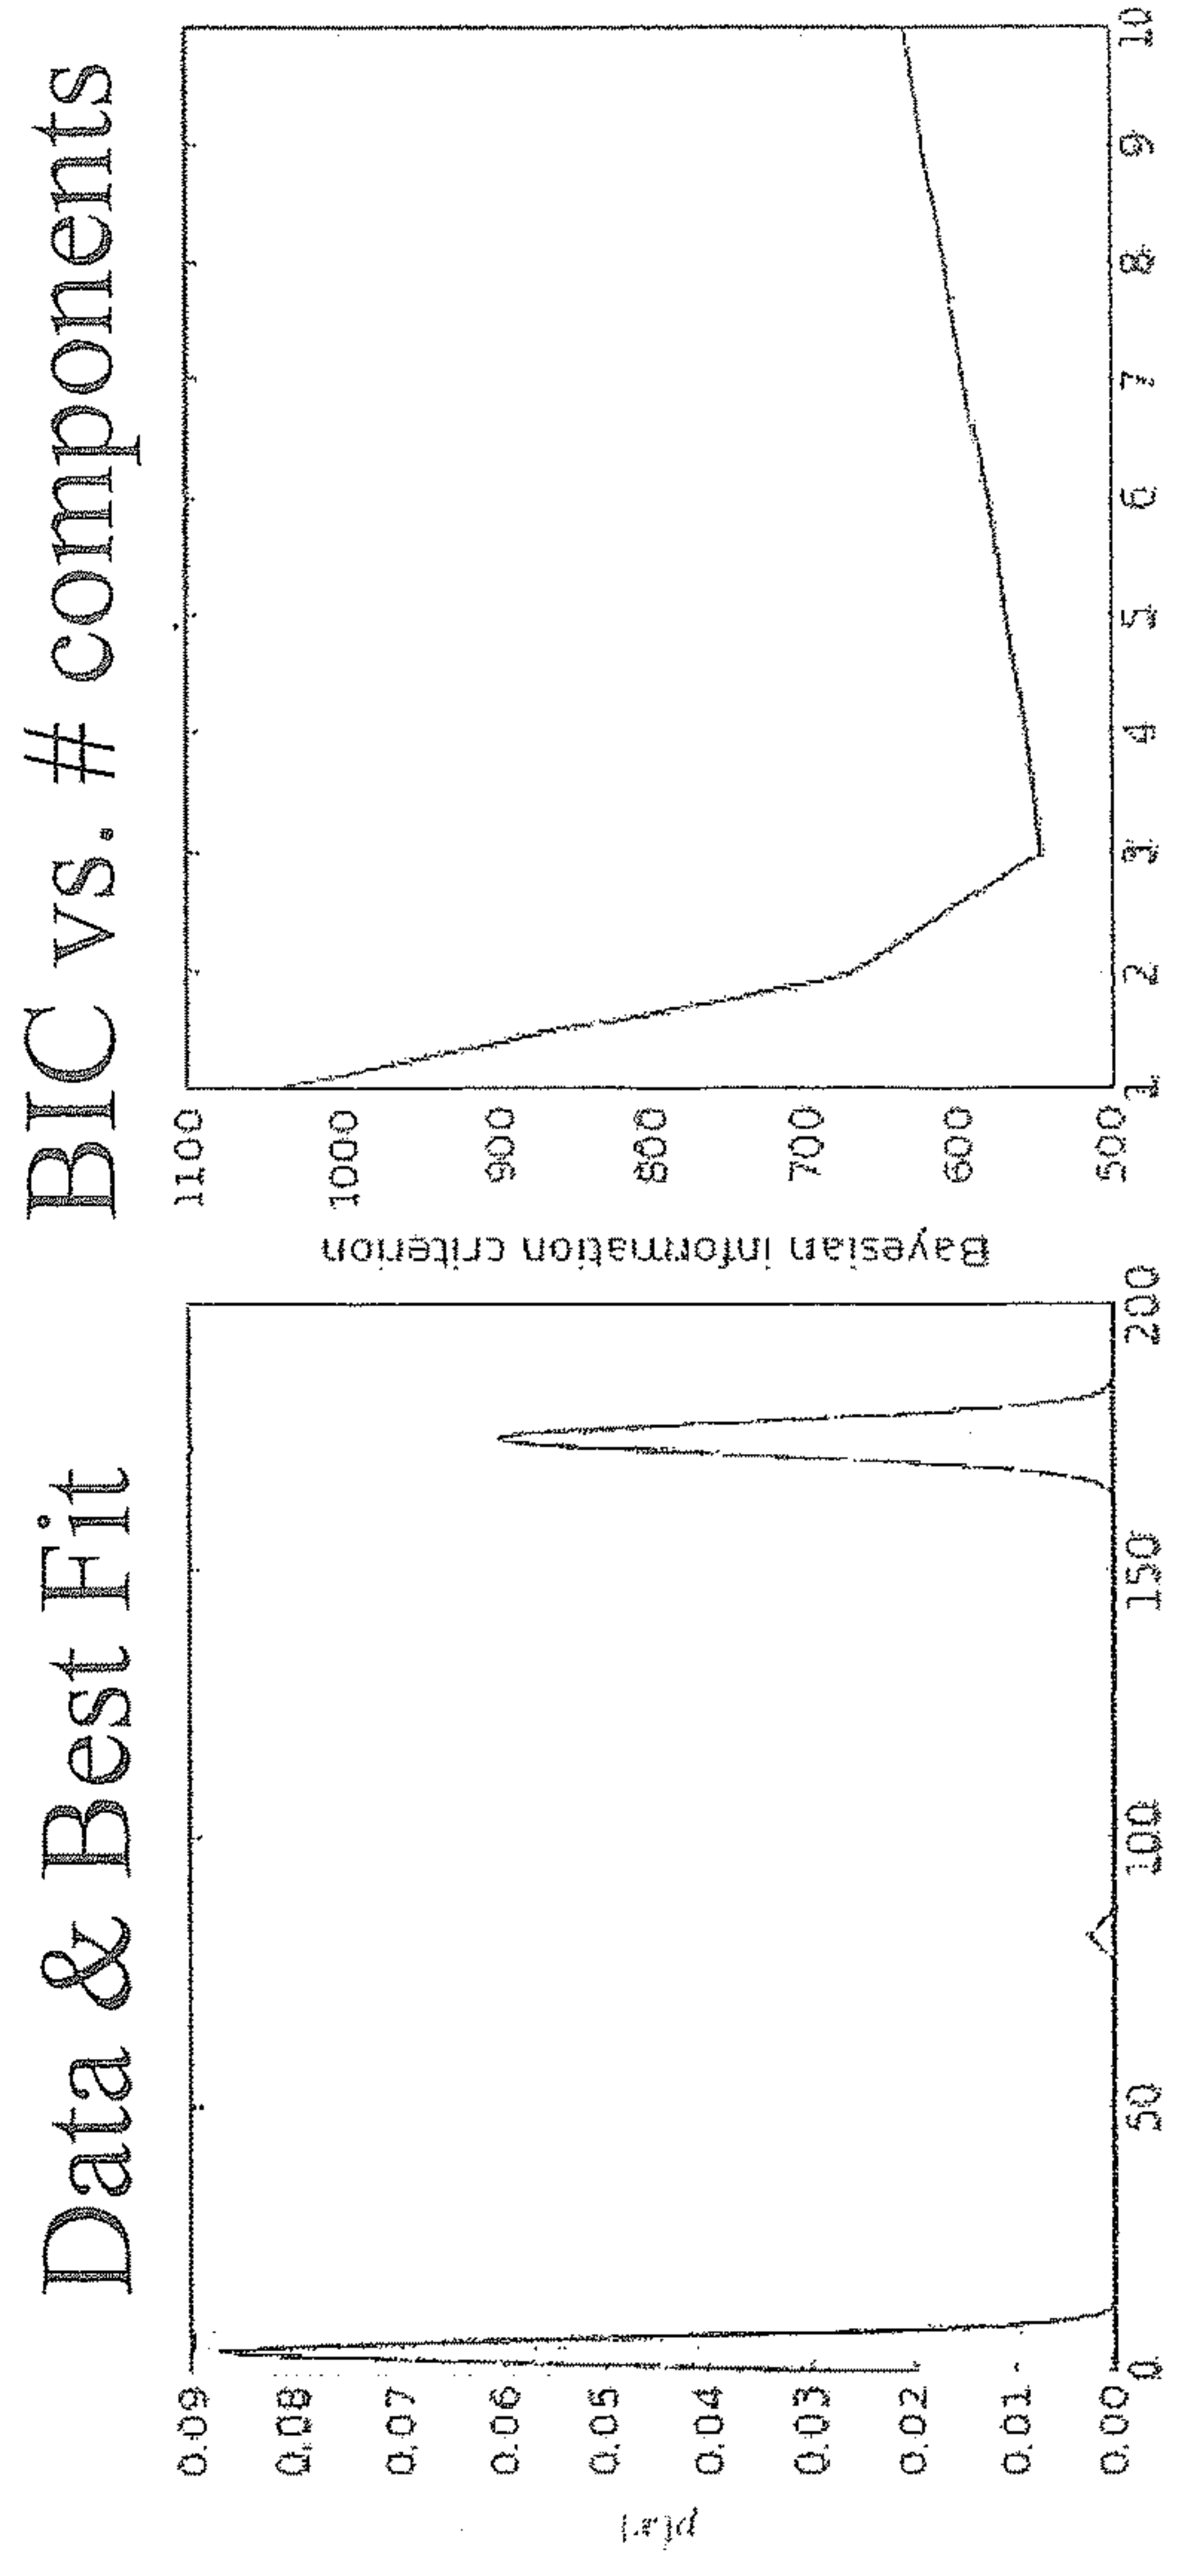 Data & Best Fit
0.09
0.08
0.07
0.06
0.05
0.04
0.03
0.02
0.01
0.00
p(x)
0 50 100 150 200
BIC vs. # components
1100
1000
900
800
700
600
500
Bayesian information criterion
1 2 3 4 5 6 7 8 9 10